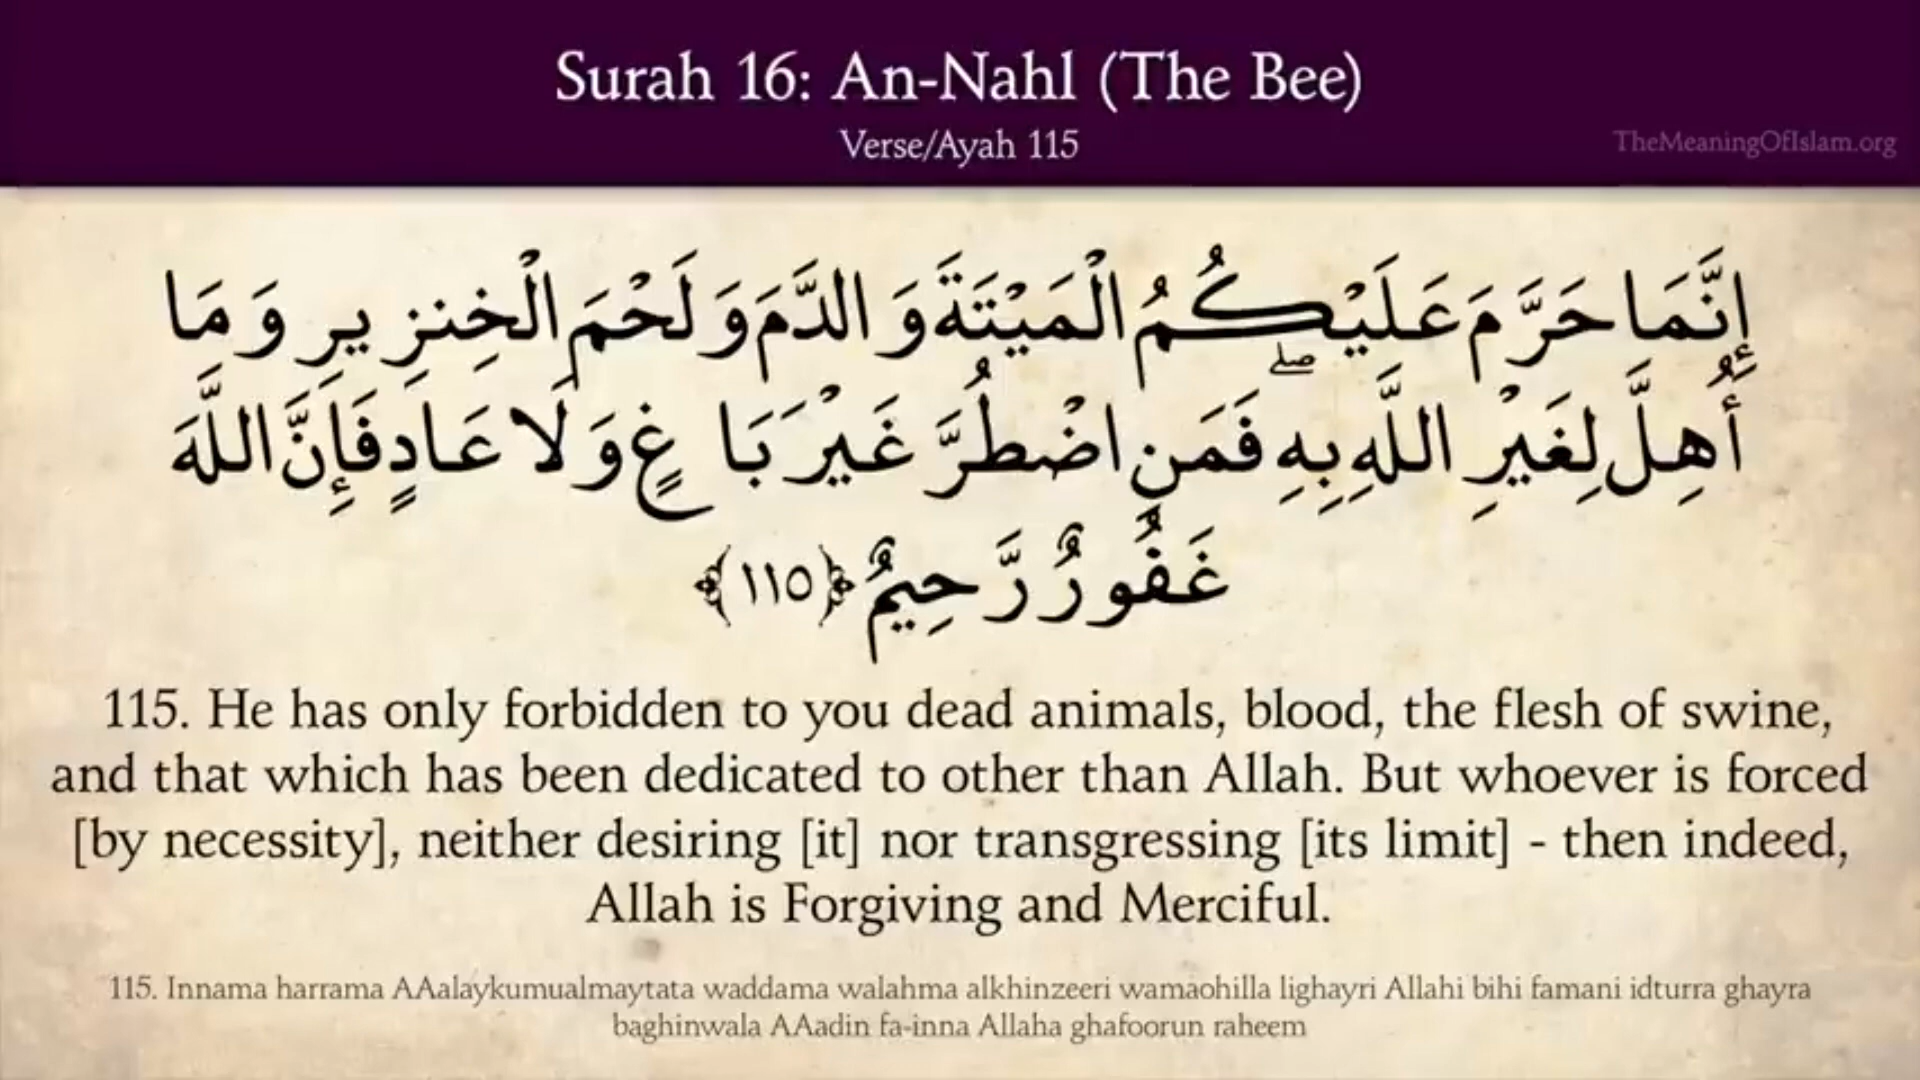 Surah 16: An-Nahl (The Bee)
Verse/Ayah 115
TheMeaningOfIslam.org
إِنَّمَا حَرَّمَ عَلَيْكُمُ الْمَيْتَةَ وَالدَّمَ وَلَحْمَ الْخِنزِيرِ وَمَا
أُهِلَّ لِغَيْرِ اللَّهِ بِهِ ۖ فَمَنِ اضْطُرَّ غَيْرَ بَاغٍ وَلَا عَادٍ فَإِنَّ اللَّهَ
غَفُورٌ رَّحِيمٌ ﴿١١٥﴾
115. He has only forbidden to you dead animals, blood, the flesh of swine,
and that which has been dedicated to other than Allah. But whoever is forced
[by necessity], neither desiring [it] nor transgressing [its limit] - then indeed,
Allah is Forgiving and Merciful.
115. Innama harrama AAalaykumualmaytata waddama walahma alkhinzeeri wamaohilla lighayri Allahi bihi famani idturra ghayra
baghinwala AAadin fa-inna Allaha ghafoorun raheem